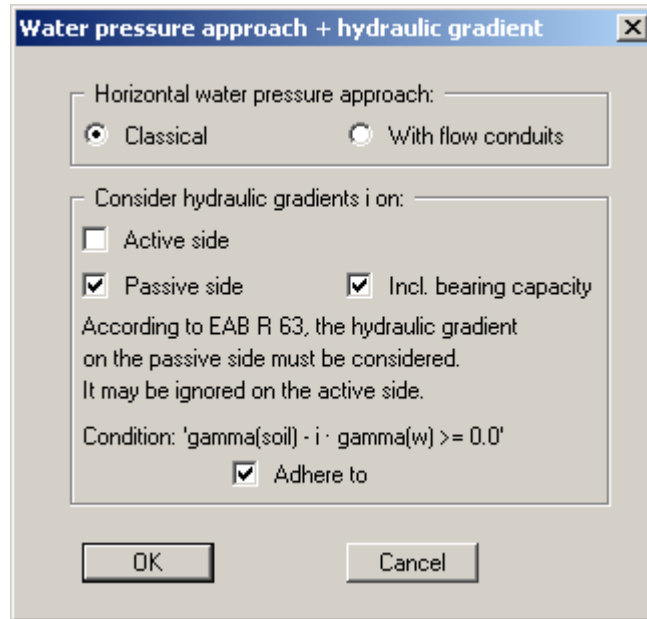 Water pressure approach + hydraulic gradient
Horizontal water pressure approach:
Classical With flow conduits
Consider hydraulic gradients i on:
Active side
Passive side Incl. bearing capacity
According to EAB R 63, the hydraulic gradient
on the passive side must be considered.
It may be ignored on the active side.
Condition: 'gamma(soil) - i · gamma(w) >= 0.0'
Adhere to
OK Cancel